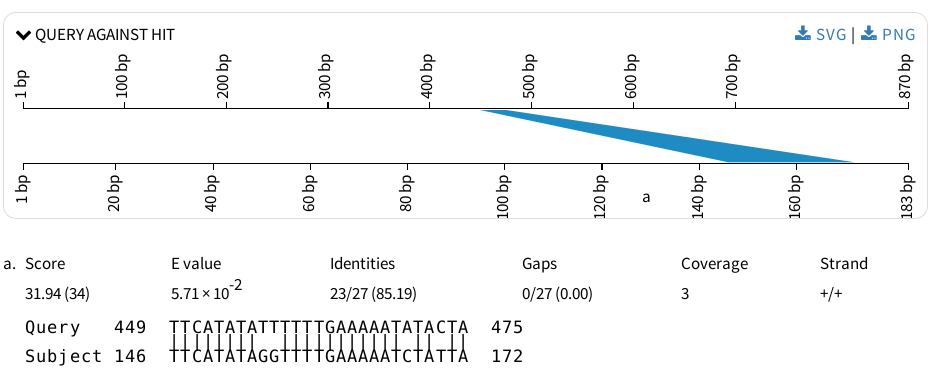 QUERY AGAINST HIT SVG | PNG
1 bp 100 bp 200 bp 300 bp 400 bp 500 bp 600 bp 700 bp 870 bp
1 bp 20 bp 40 bp 60 bp 80 bp 100 bp 120 bp 140 bp 160 bp 183 bp
a
a. Score E value Identities Gaps Coverage Strand
31.94 (34) 5.71 × 10-2 23/27 (85.19) 0/27 (0.00) 3 +/+
Query 449 TTCATATATTTTTTGAAAAATATACTA 475
|||||||| |||||||||||| || ||
Subject 146 TTCATATAGGTTTTGAAAAATCTATTA 172